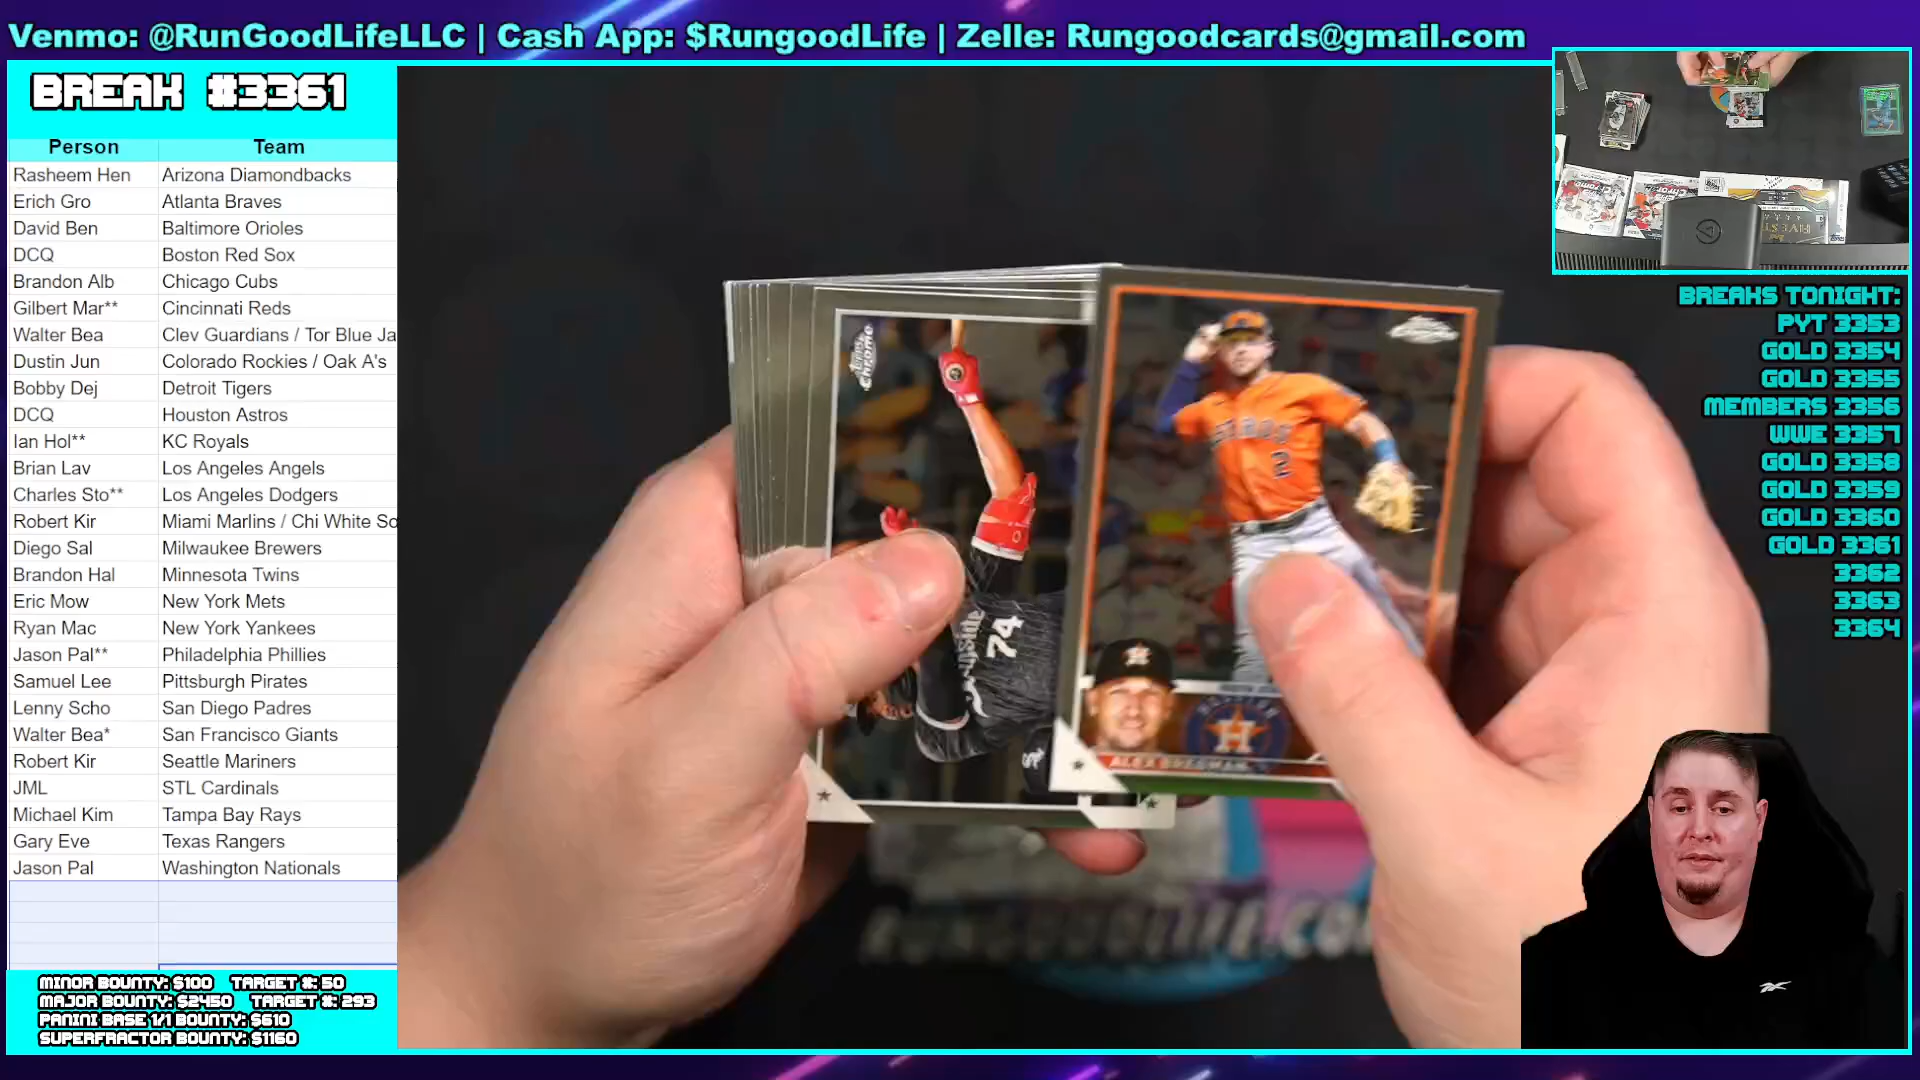 Venmo: @RunGoodLifeLLC | Cash App: $RungoodLife | Zelle: Rungoodcards@gmail.com
BREAK #3361
Person Team
Rasheem Hen Arizona Diamondbacks
Erich Gro Atlanta Braves
David Ben Baltimore Orioles
DCQ Boston Red Sox
Brandon Alb Chicago Cubs
Gilbert Mar** Cincinnati Reds
Walter Bea Clev Guardians / Tor Blue Ja
Dustin Jun Colorado Rockies / Oak A's
Bobby Dej Detroit Tigers
DCQ Houston Astros
Ian Hol** KC Royals
Brian Lav Los Angeles Angels
Charles Sto** Los Angeles Dodgers
Robert Kir Miami Marlins / Chi White So
Diego Sal Milwaukee Brewers
Brandon Hal Minnesota Twins
Eric Mow New York Mets
Ryan Mac New York Yankees
Jason Pal** Philadelphia Phillies
Samuel Lee Pittsburgh Pirates
Lenny Scho San Diego Padres
Walter Bea* San Francisco Giants
Robert Kir Seattle Mariners
JML STL Cardinals
Michael Kim Tampa Bay Rays
Gary Eve Texas Rangers
Jason Pal Washington Nationals
MINOR BOUNTY: $100 TARGET #: 50
MAJOR BOUNTY: $2450 TARGET #: 293
PANINI BASE 1/1 BOUNTY: $610
SUPERFRACTOR BOUNTY: $1160
Chrome
74
2
ALEX BREGMAN
RUNGOODLIFE.CO
BREAKS TONIGHT:
PYT 3353
GOLD 3354
GOLD 3355
MEMBERS 3356
WWE 3357
GOLD 3358
GOLD 3359
GOLD 3360
GOLD 3361
3362
3363
3364